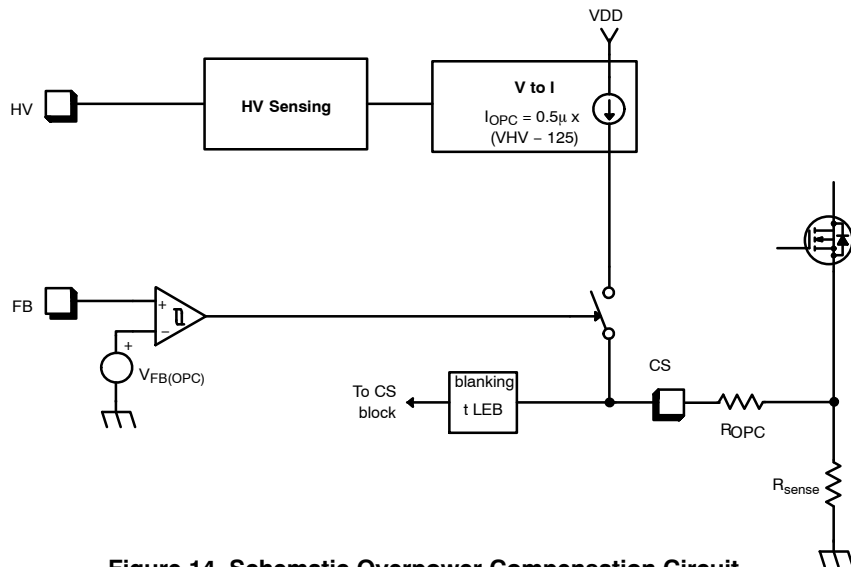 VDD
HV
HV Sensing
V to I
IOPC = 0.5μ x
(VHV − 125)
FB
+
−
+
VFB(OPC)
To CS
block
blanking
t LEB
CS
ROPC
Rsense
Figure 14. Schematic Overpower Compensation Circuit